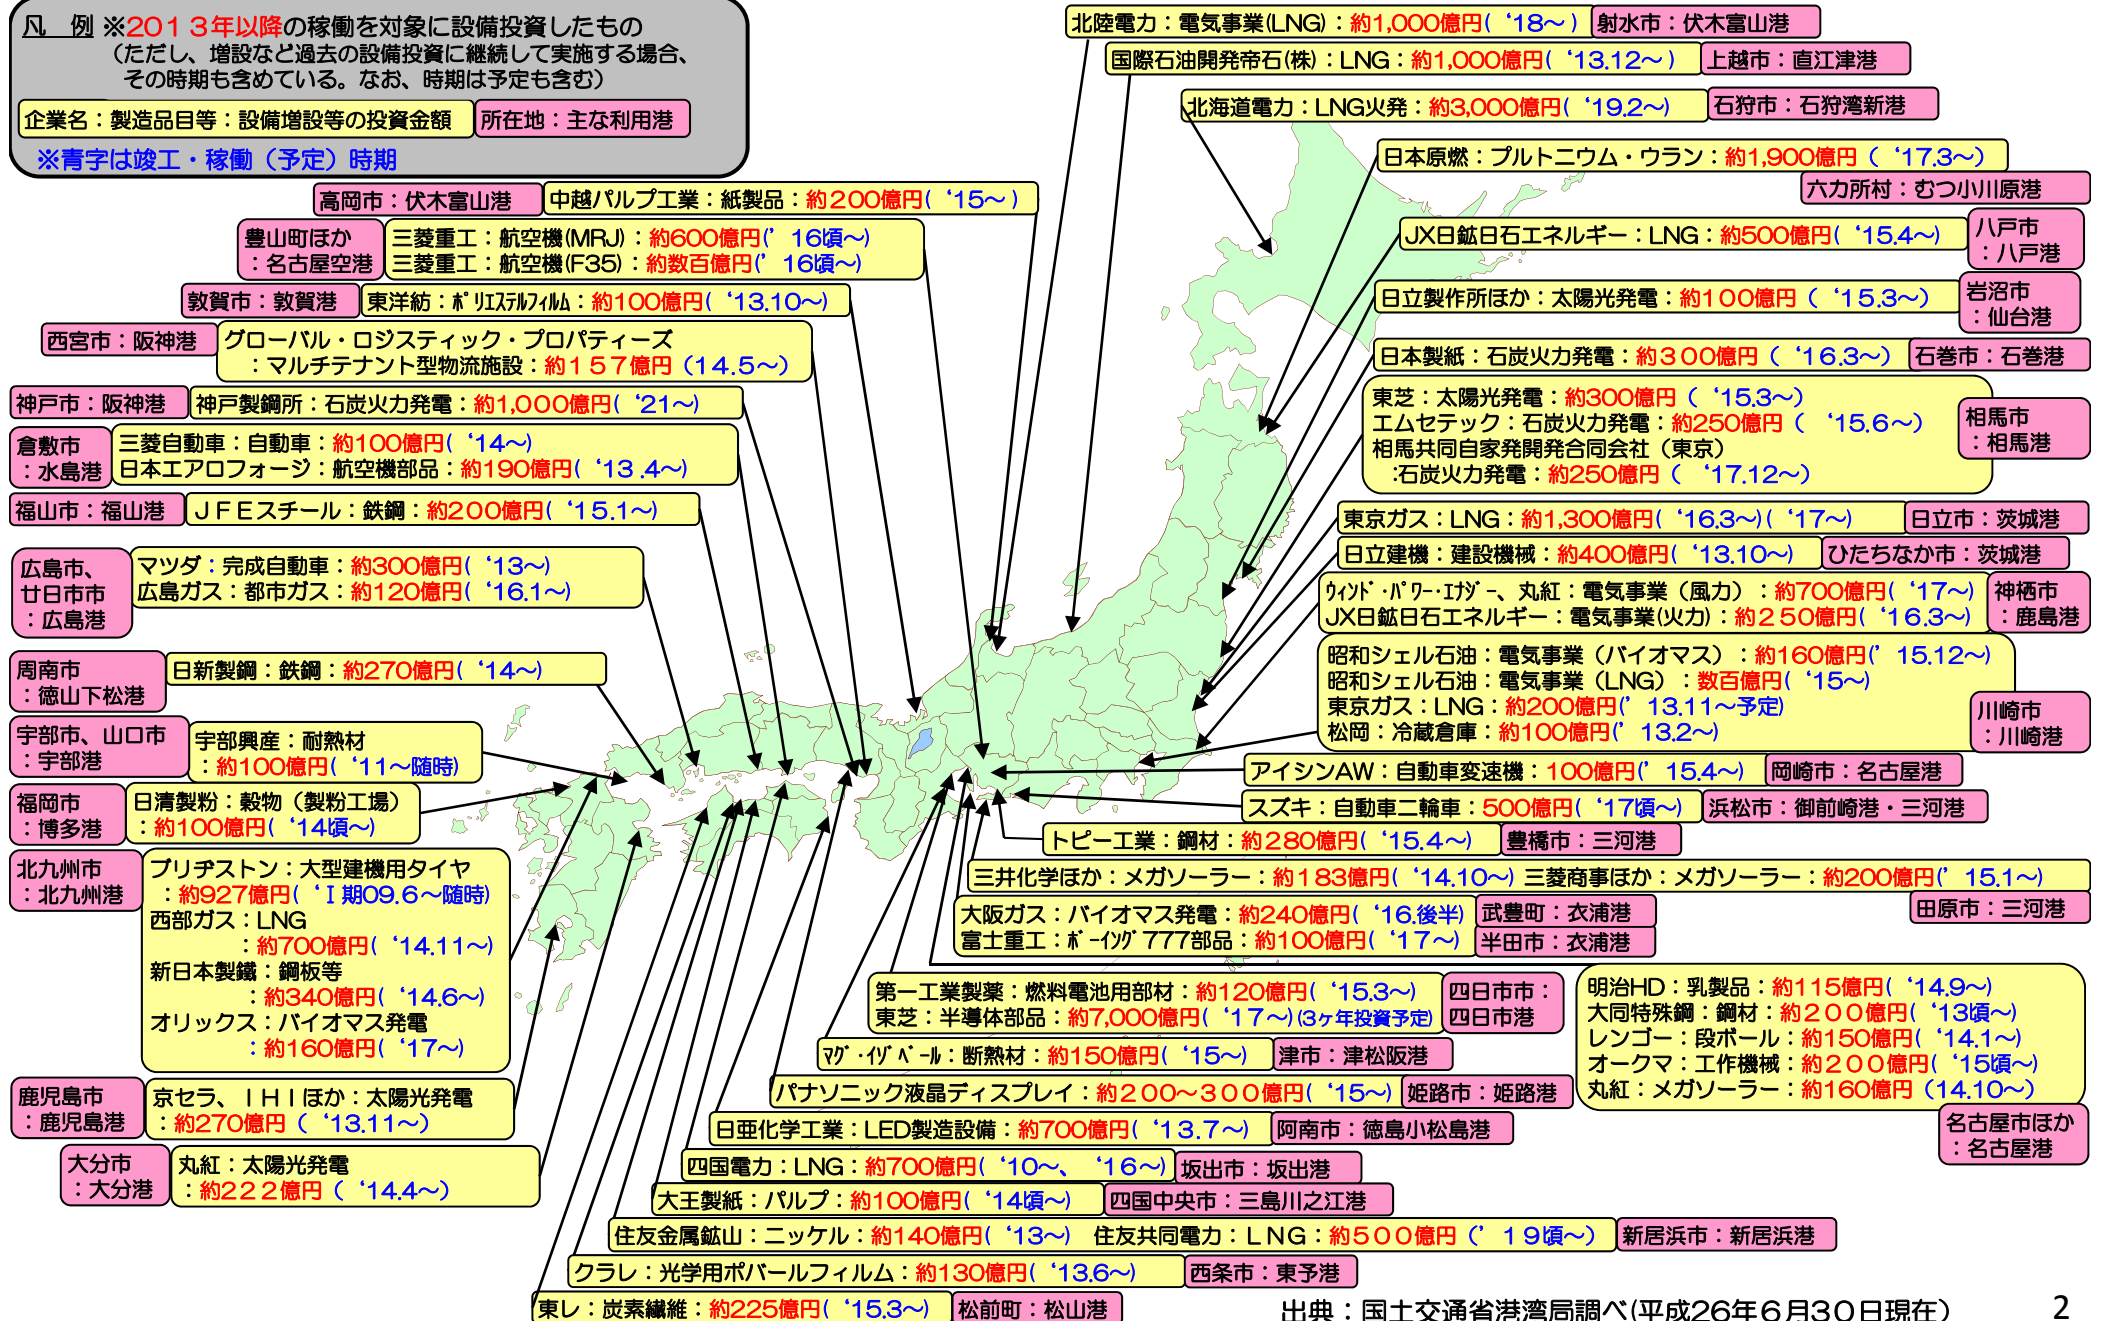 凡　例 ※２０１３年以降の稼働を対象に設備投資したもの
（ただし、増設など過去の設備投資に継続して実施する場合、
その時期も含めている。なお、時期は予定も含む）
企業名：製造品目等：設備増設等の投資金額　所在地：主な利用港
※青字は竣工・稼働（予定）時期
北陸電力：電気事業(LNG)：約1,000億円(‘18～) 射水市：伏木富山港
国際石油開発帝石(株)：LNG：約1,000億円(‘13.12～) 上越市：直江津港
北海道電力：LNG火発：約3,000億円(‘19.2～) 石狩市：石狩湾新港
日本原燃：プルトニウム・ウラン：約1,900億円（‘17.3～）
六カ所村：むつ小川原港
JX日鉱日石エネルギー：LNG：約500億円(‘15.4～) 八戸市
：八戸港
日立製作所ほか：太陽光発電：約１００億円（‘15.3～） 岩沼市
：仙台港
日本製紙：石炭火力発電：約３００億円（‘16.3～） 石巻市：石巻港
東芝：太陽光発電：約300億円（‘15.3～）
エムセテック：石炭火力発電：約250億円（‘15.6～）
相馬共同自家発開発合同会社（東京）
:石炭火力発電：約250億円（‘17.12～）
相馬市
：相馬港
東京ガス：LNG：約1,300億円(‘16.3～)(‘17～) 日立市：茨城港
日立建機：建設機械：約400億円(‘13.10～) ひたちなか市：茨城港
ｳｨﾝﾄﾞ･ﾊﾟﾜｰ･ｴﾅｼﾞｰ、丸紅：電気事業（風力）：約700億円(‘17～)
JX日鉱日石エネルギー：電気事業(火力)：約２５０億円(‘16.3～)
神栖市
：鹿島港
昭和シェル石油：電気事業（バイオマス）：約160億円(’15.12～)
昭和シェル石油：電気事業（LNG）：数百億円(‘15～)
東京ガス：LNG：約200億円(’13.11～予定)
松岡：冷蔵倉庫：約100億円(’13.2～)
川崎市
：川崎港
アイシンAW：自動車変速機：100億円(’15.4～) 岡崎市：名古屋港
スズキ：自動車二輪車：500億円(‘17頃～) 浜松市：御前崎港・三河港
トピー工業：鋼材：約280億円(‘15.4～) 豊橋市：三河港
三井化学ほか：メガソーラー：約１８３億円(‘14.10～) 三菱商事ほか：メガソーラー：約200億円(’15.1～)
田原市：三河港
大阪ガス：バイオマス発電：約240億円(‘16.後半) 武豊町：衣浦港
富士重工：ﾎﾞｰｲﾝｸﾞ777部品：約100億円(‘17～) 半田市：衣浦港
第一工業製薬：燃料電池用部材：約120億円(‘15.3～)
東芝：半導体部品：約7,000億円(‘17～)(3ヶ年投資予定)
四日市市：
四日市港
明治HD：乳製品：約115億円(‘14.9～)
大同特殊鋼：鋼材：約２００億円(‘13頃～)
レンゴー：段ボール：約150億円(‘14.1～)
オークマ：工作機械：約２００億円(‘15頃～)
丸紅：メガソーラー：約160億円（14.10～）
名古屋市ほか
：名古屋港
ﾏｸﾞ･ｲｿﾞﾍﾞｰﾙ：断熱材：約150億円(‘15～) 津市：津松阪港
パナソニック液晶ディスプレイ：約２００～３００億円(‘15～) 姫路市：姫路港
日亜化学工業：LED製造設備：約700億円(‘13.7～) 阿南市：徳島小松島港
四国電力：LNG：約700億円(‘10～、‘16～) 坂出市：坂出港
大王製紙：パルプ：約100億円(‘14頃～) 四国中央市：三島川之江港
住友金属鉱山：ニッケル：約140億円(‘13～)　住友共同電力：ＬＮＧ：約５００億円（’１９頃～） 新居浜市：新居浜港
クラレ：光学用ポバールフィルム：約130億円(‘13.6～) 西条市：東予港
東レ：炭素繊維：約225億円(‘15.3～) 松前町：松山港
高岡市：伏木富山港 中越パルプ工業：紙製品：約２００億円(‘15～)
豊山町ほか
：名古屋空港
三菱重工：航空機(MRJ)：約600億円(’16頃～)
三菱重工：航空機(F35)：約数百億円(’16頃～)
敦賀市：敦賀港 東洋紡：ﾎﾟﾘｴｽﾃﾙﾌｨﾙﾑ：約100億円(‘13.10～)
西宮市：阪神港
グローバル・ロジスティック・プロパティーズ
：マルチテナント型物流施設：約１５７億円（14.5～）
神戸市：阪神港 神戸製鋼所：石炭火力発電：約1,000億円(‘21～)
倉敷市
：水島港
三菱自動車：自動車：約100億円(‘14～)
日本エアロフォージ：航空機部品：約190億円(‘13.4～)
福山市：福山港 ＪＦＥスチール：鉄鋼：約200億円(‘15.1～)
広島市、
廿日市市
：広島港
マツダ：完成自動車：約300億円(‘13～)
広島ガス：都市ガス：約120億円(‘16.1～)
周南市
：徳山下松港
日新製鋼：鉄鋼：約270億円(‘14～)
宇部市、山口市
：宇部港
宇部興産：耐熱材
：約100億円(‘11～随時)
福岡市
：博多港
日清製粉：穀物（製粉工場）
：約100億円(‘14頃～)
北九州市
：北九州港
ブリヂストン：大型建機用タイヤ
：約927億円(‘Ⅰ期09.6～随時)
西部ガス：LNG
：約700億円(‘14.11～)
新日本製鐵：鋼板等
：約340億円(‘14.6～)
オリックス：バイオマス発電
：約160億円(‘17～)
鹿児島市
：鹿児島港
京セラ、ＩＨＩほか：太陽光発電
：約270億円（‘13.11～）
大分市
：大分港
丸紅：太陽光発電
：約２２２億円（‘14.4～）
出典：国土交通省港湾局調べ(平成26年６月３０日現在）
2